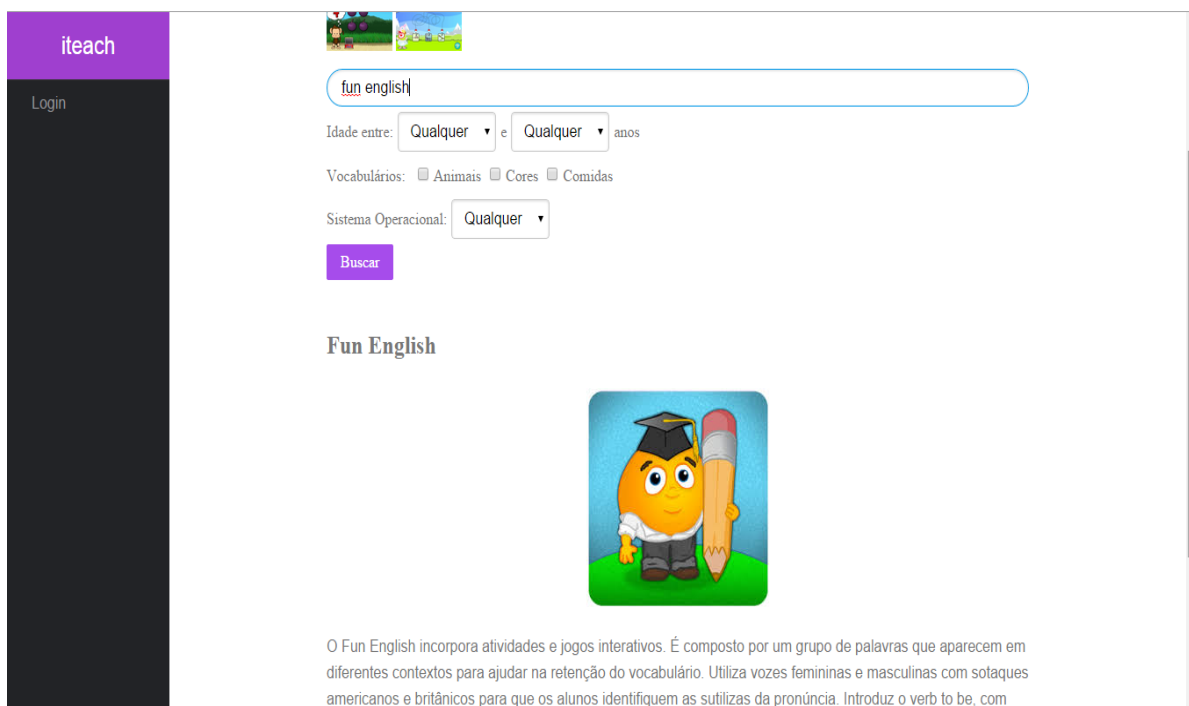 iteach
Login
fun english
Idade entre: Qualquer e Qualquer anos
Vocabulários: Animais Cores Comidas
Sistema Operacional: Qualquer
Buscar
Fun English
O Fun English incorpora atividades e jogos interativos. É composto por um grupo de palavras que aparecem em
diferentes contextos para ajudar na retenção do vocabulário. Utiliza vozes femininas e masculinas com sotaques
americanos e britânicos para que os alunos identifiquem as sutilizas da pronúncia. Introduz o verb to be, com